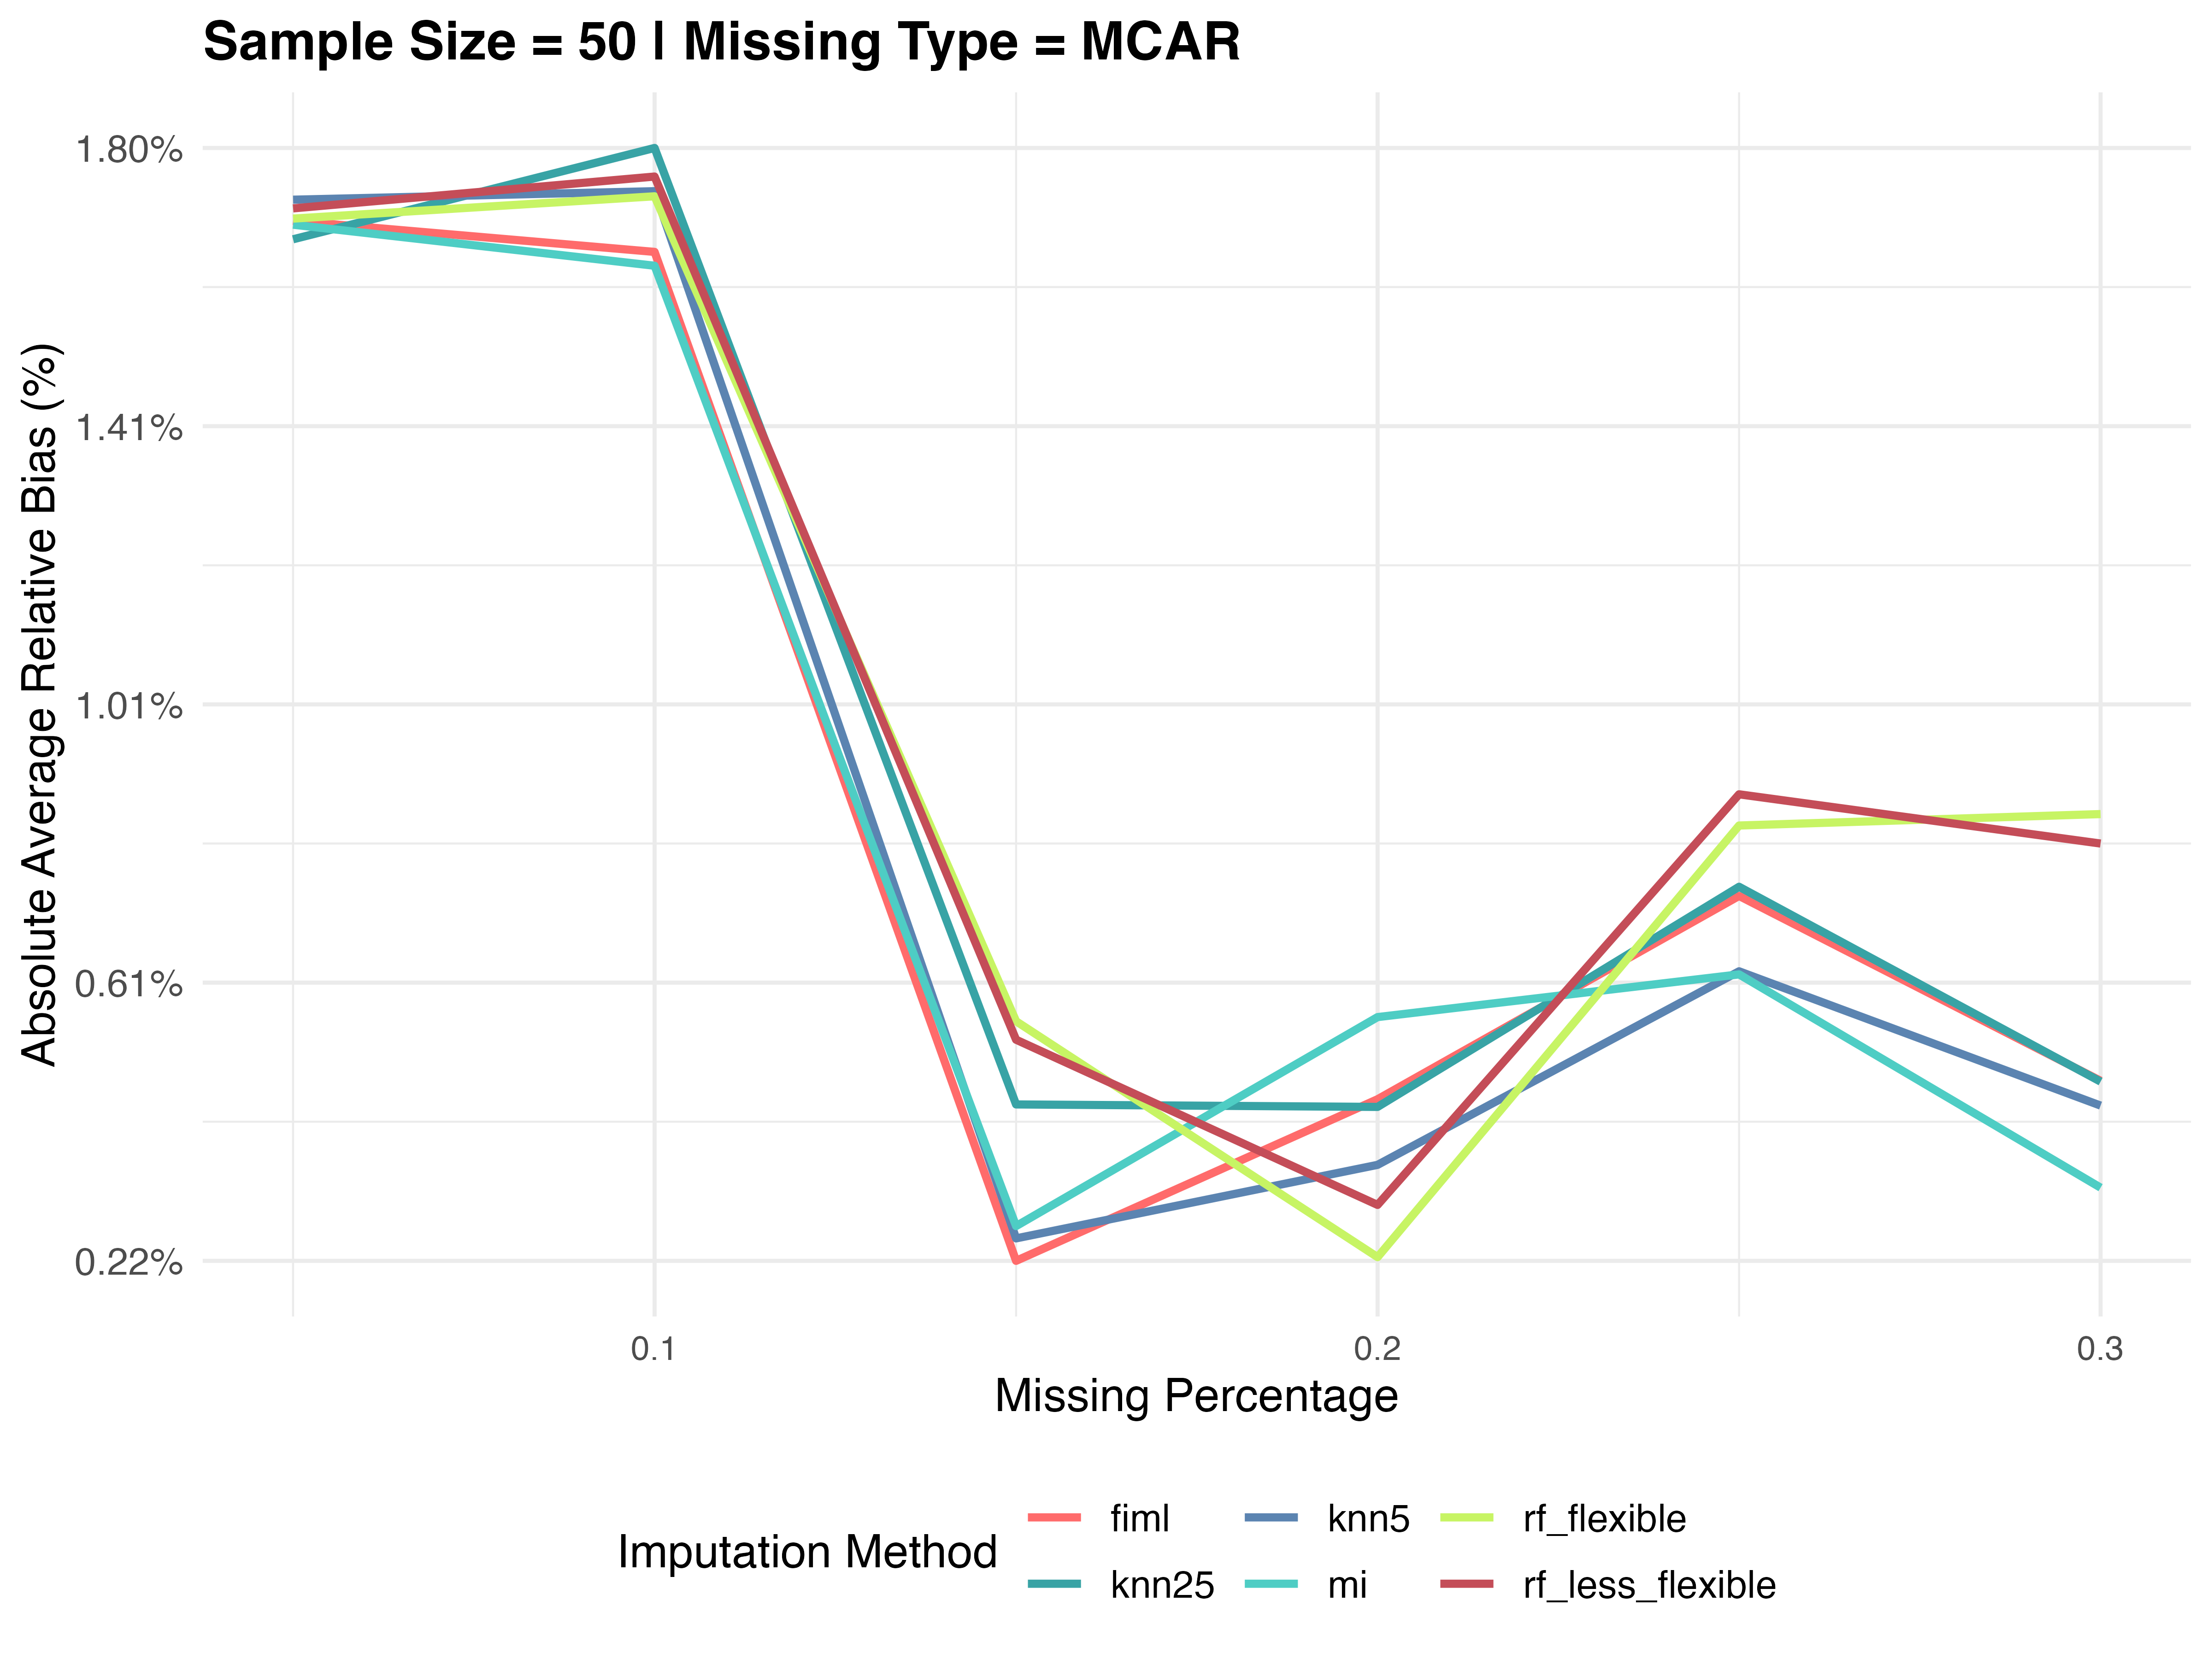 Sample Size = 50 | Missing Type = MCAR
Absolute Average Relative Bias (%)
1.80%
1.41%
1.01%
0.61%
0.22%
0.1
0.2
0.3
Missing Percentage
Imputation Method
fiml
knn5
rf_flexible
knn25
mi
rf_less_flexible